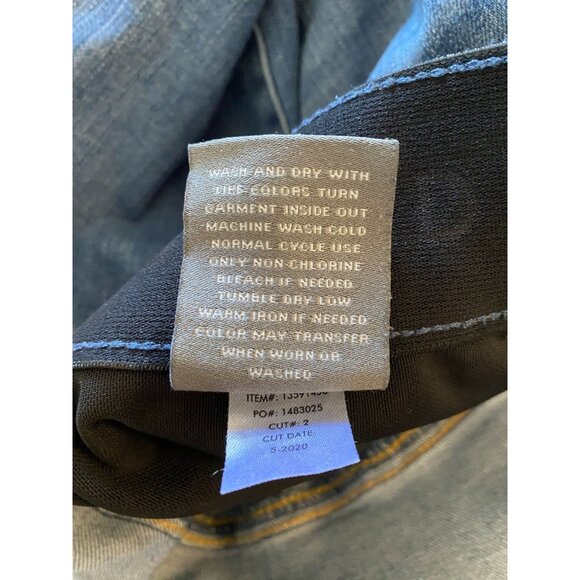 WASH AND DRY WITH
LIKE COLORS TURN
GARMENT INSIDE OUT
MACHINE WASH COLD
NORMAL CYCLE USE
ONLY NON CHLORINE
BLEACH IF NEEDED
TUMBLE DRY LOW
WARM IRON IF NEEDED
COLOR MAY TRANSFER
WHEN WORN OR
WASHED
ITEM#:
PO#: 1483025
CUT#: 2
CUT DATE:
5-2020